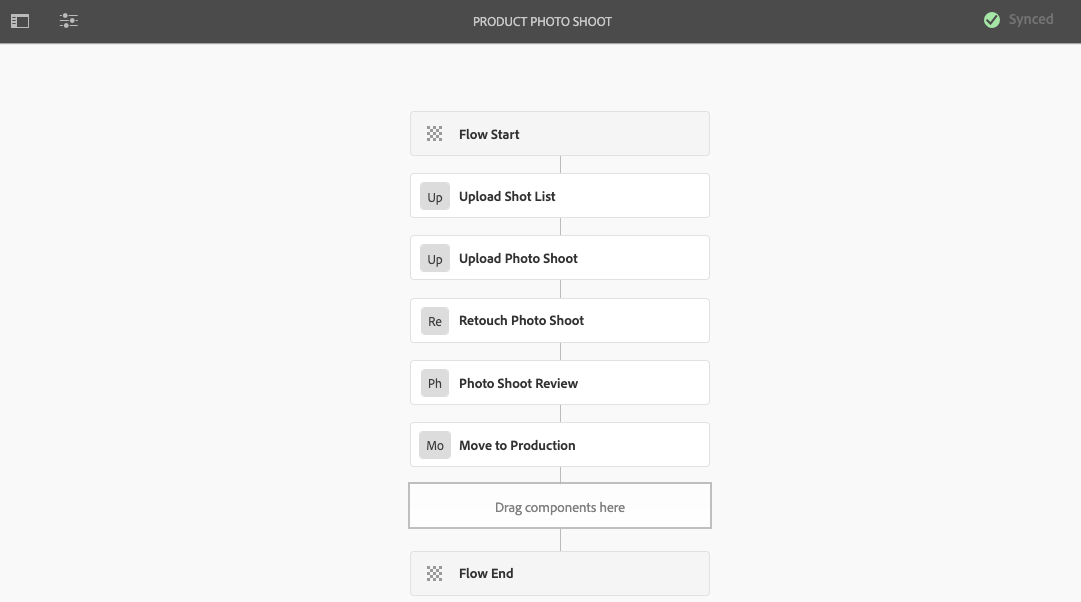 PRODUCT PHOTO SHOOT
Synced
Flow Start
Up Upload Shot List
Up Upload Photo Shoot
Re Retouch Photo Shoot
Ph Photo Shoot Review
Mo Move to Production
Drag components here
Flow End